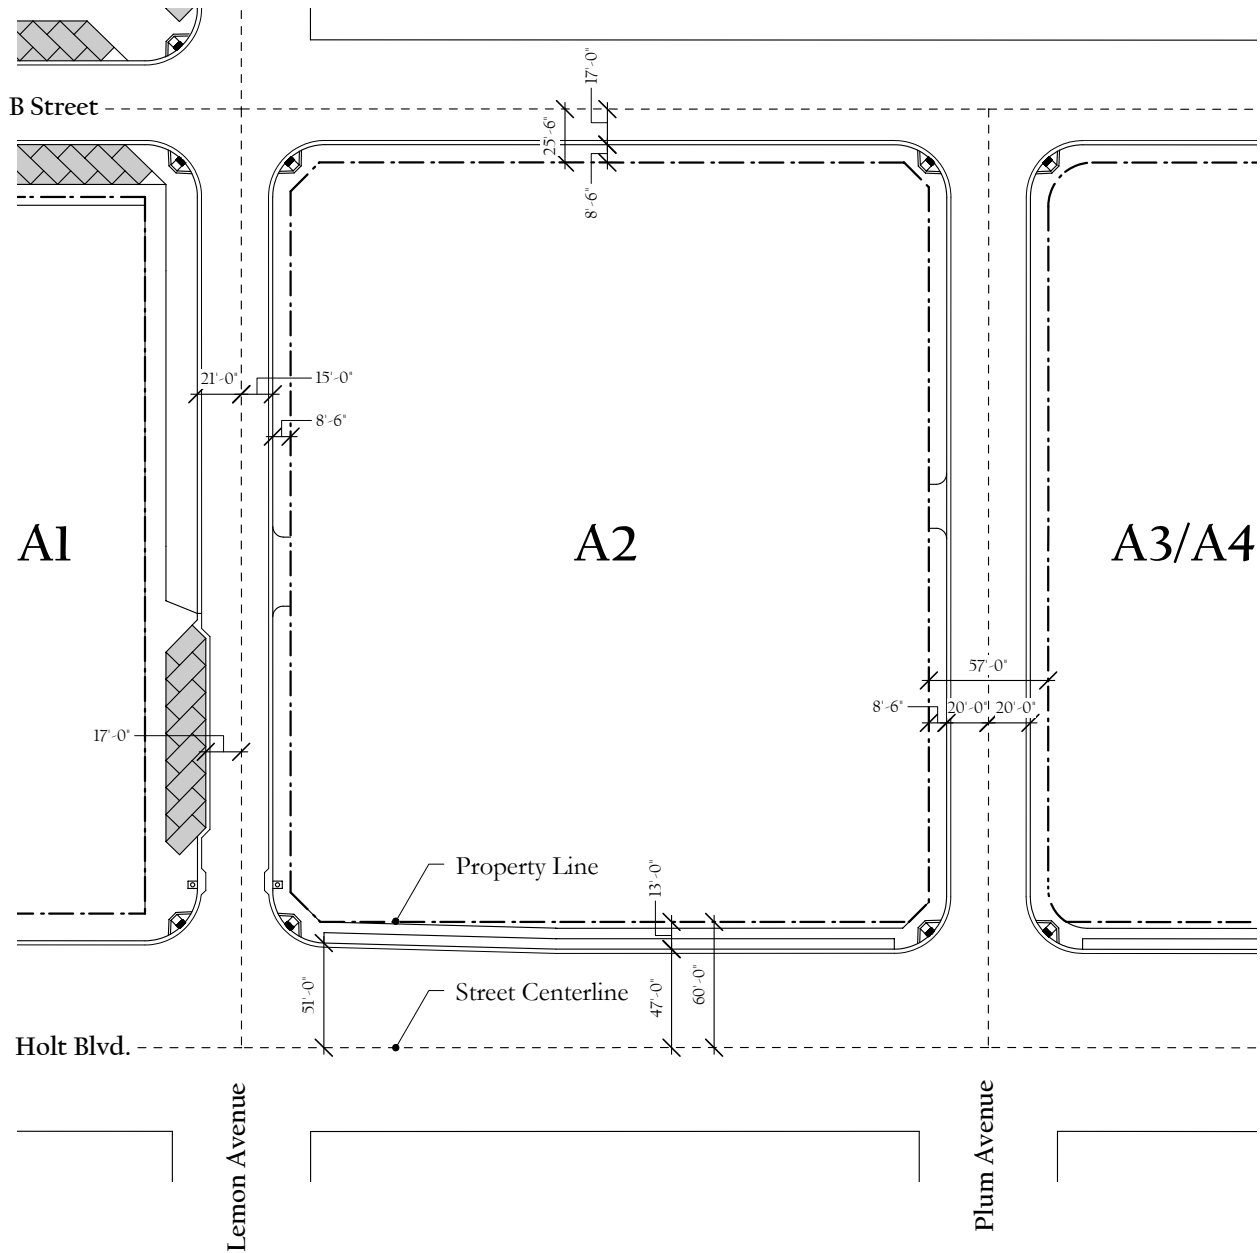 17'-0"
B Street
25'-6"
8'-6"
21'-0"
15'-0"
8'-6"
A1
A2
A3/A4
57'-0"
8'-6"
20'-0"
20'-0"
17'-0"
Property Line
13'-0"
51'-0"
Street Centerline
47'-0"
60'-0"
Holt Blvd.
Lemon Avenue
Plum Avenue